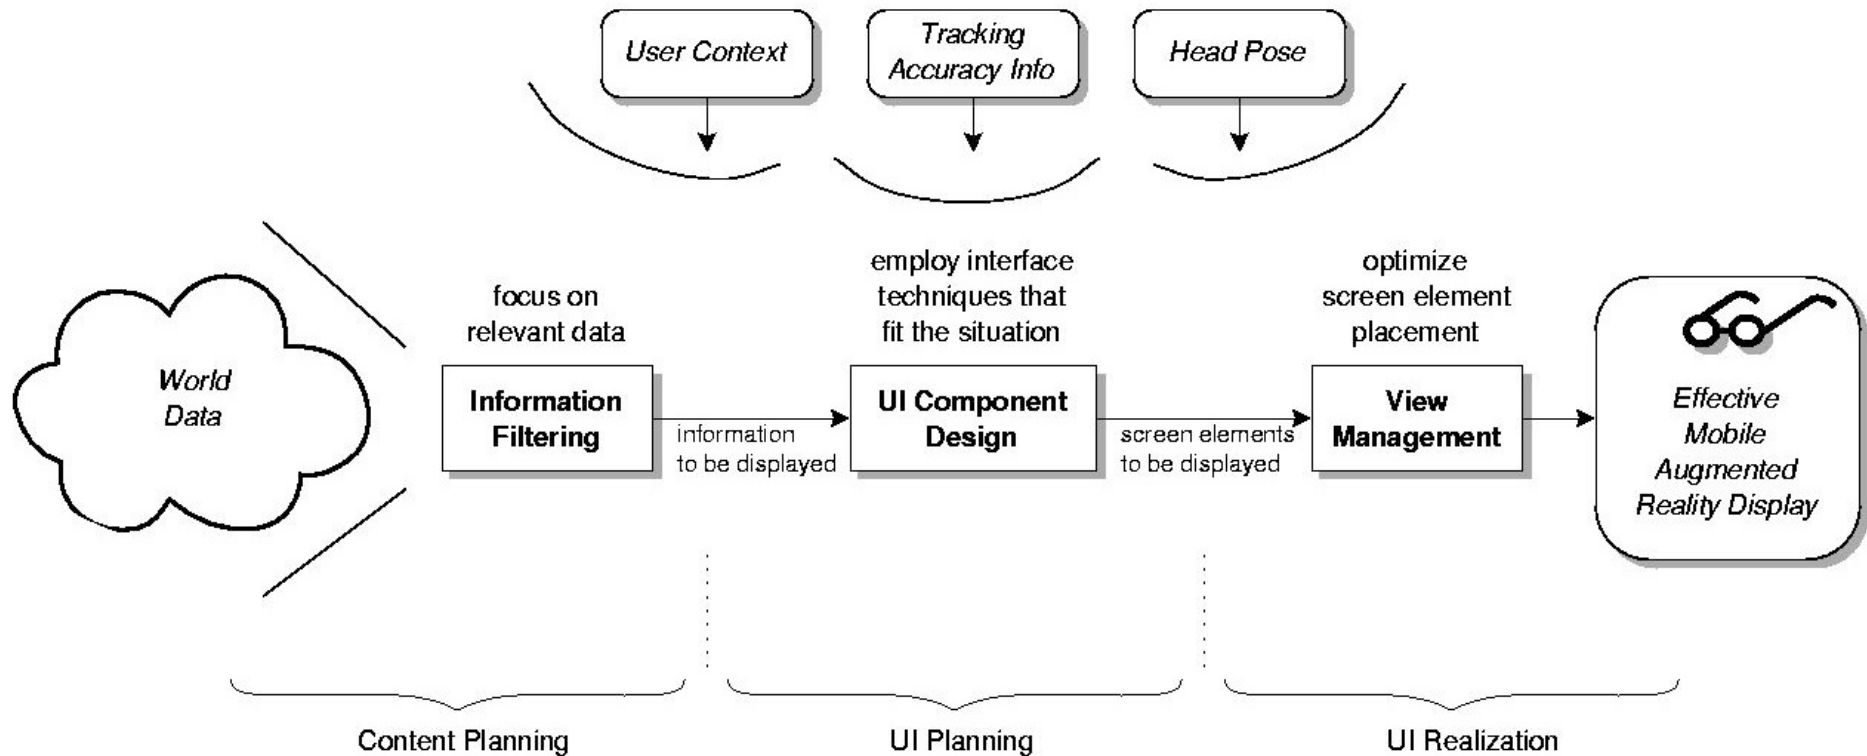 User Context
Tracking
Accuracy Info
Head Pose
focus on
relevant data
employ interface
techniques that
fit the situation
optimize
screen element
placement
World
Data
Information
Filtering
information
to be displayed
UI Component
Design
screen elements
to be displayed
View
Management
Effective
Mobile
Augmented
Reality Display
Content Planning
UI Planning
UI Realization